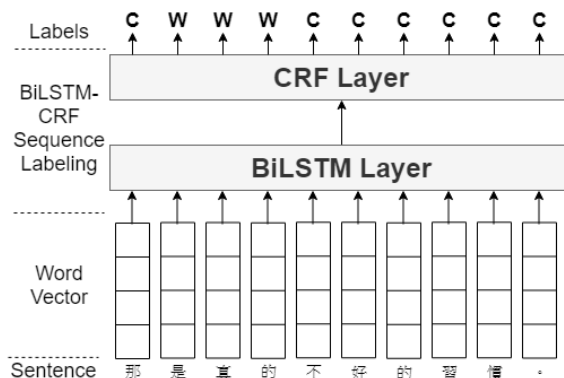 Labels C W W W C C C C C C
CRF Layer
BiLSTM-
CRF
Sequence
Labeling
BiLSTM Layer
Word
Vector
Sentence 那 是 真 的 不 好 的 習 慣 。